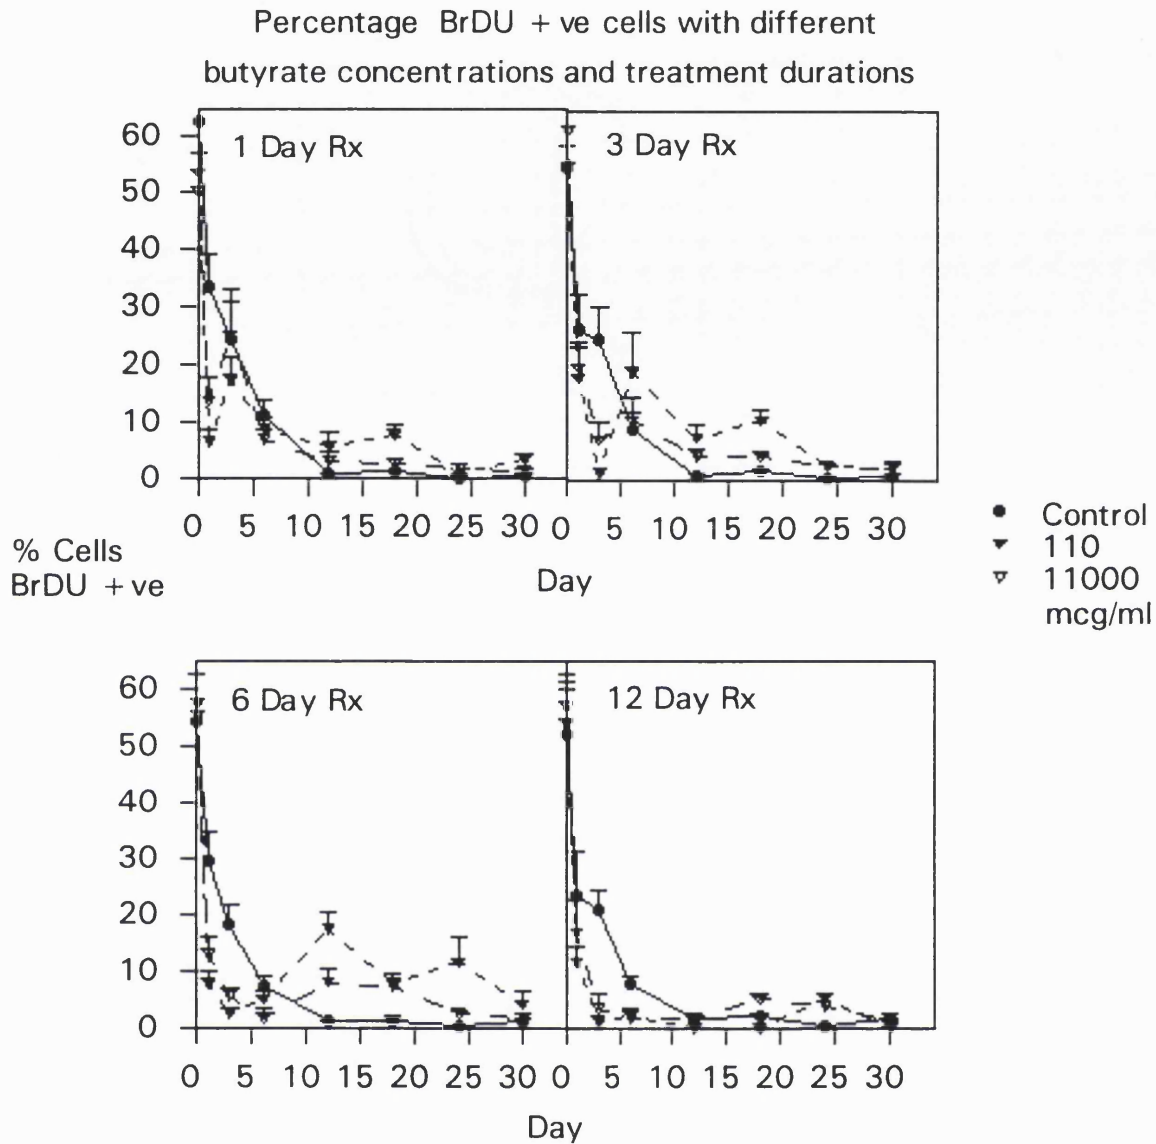 Percentage BrDU +ve cells with different
butyrate concentrations and treatment durations
1 Day Rx
3 Day Rx
60
50
40
30
20
10
0
0 5 10 15 20 25 30 0 5 10 15 20 25 30
% Cells
BrDU +ve
Day
Control
110
11000
mcg/ml
6 Day Rx
12 Day Rx
60
50
40
30
20
10
0
0 5 10 15 20 25 30 0 5 10 15 20 25 30
Day